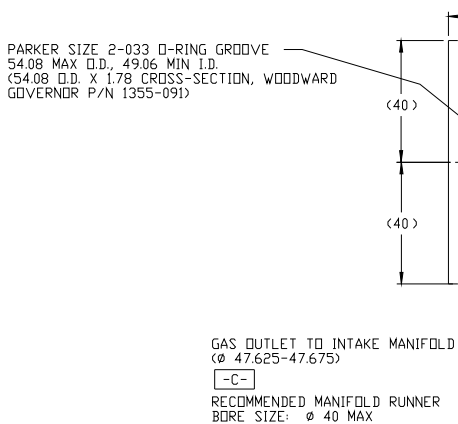 PARKER SIZE 2-033 O-RING GROOVE
54.08 MAX O.D., 49.06 MIN I.D.
(54.08 O.D. X 1.78 CROSS-SECTION, WOODWARD
GOVERNOR P/N 1355-091)
(40)
(40)
GAS OUTLET TO INTAKE MANIFOLD
(Ø 47.625-47.675)
-C-
RECOMMENDED MANIFOLD RUNNER
BORE SIZE: Ø 40 MAX